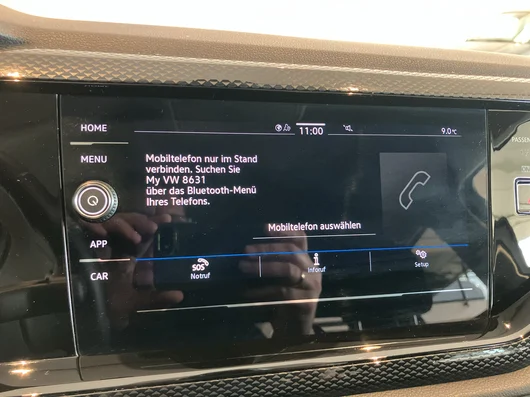 HOME
11:00
9.0°C
MENU
Mobiltelefon nur im Stand
verbinden. Suchen Sie
My VW 8631
über das Bluetooth-Menü
Ihres Telefons.
APP
Mobiltelefon auswählen
CAR
SOS
Notruf
Inforuf
Setup